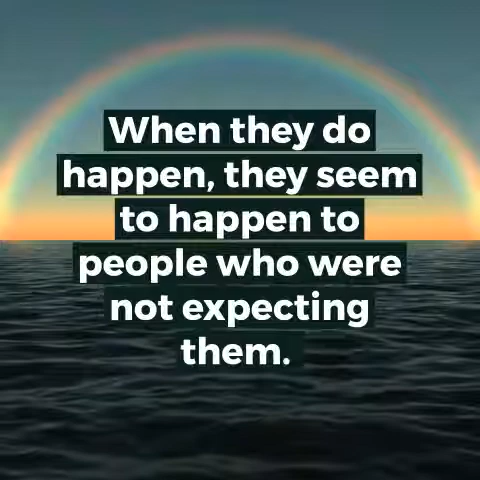 When they do
happen, they seem
to happen to
people who were
not expecting
them.